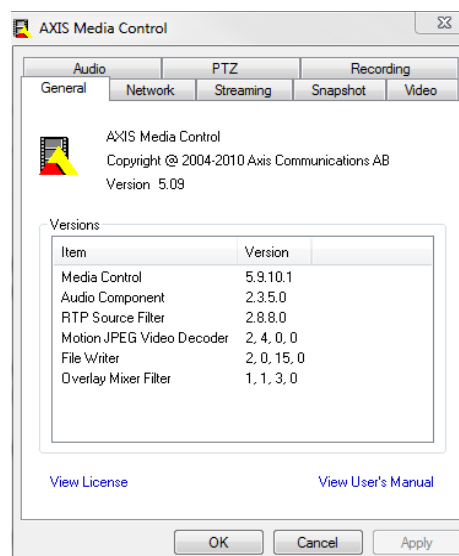 AXIS Media Control
Audio PTZ Recording
General Network Streaming Snapshot Video
AXIS Media Control
Copyright @ 2004-2010 Axis Communications AB
Version 5.09
Versions
Item Version
Media Control 5.9.10.1
Audio Component 2.3.5.0
RTP Source Filter 2.8.8.0
Motion JPEG Video Decoder 2, 4, 0, 0
File Writer 2, 0, 15, 0
Overlay Mixer Filter 1, 1, 3, 0
View License View User's Manual
OK Cancel Apply